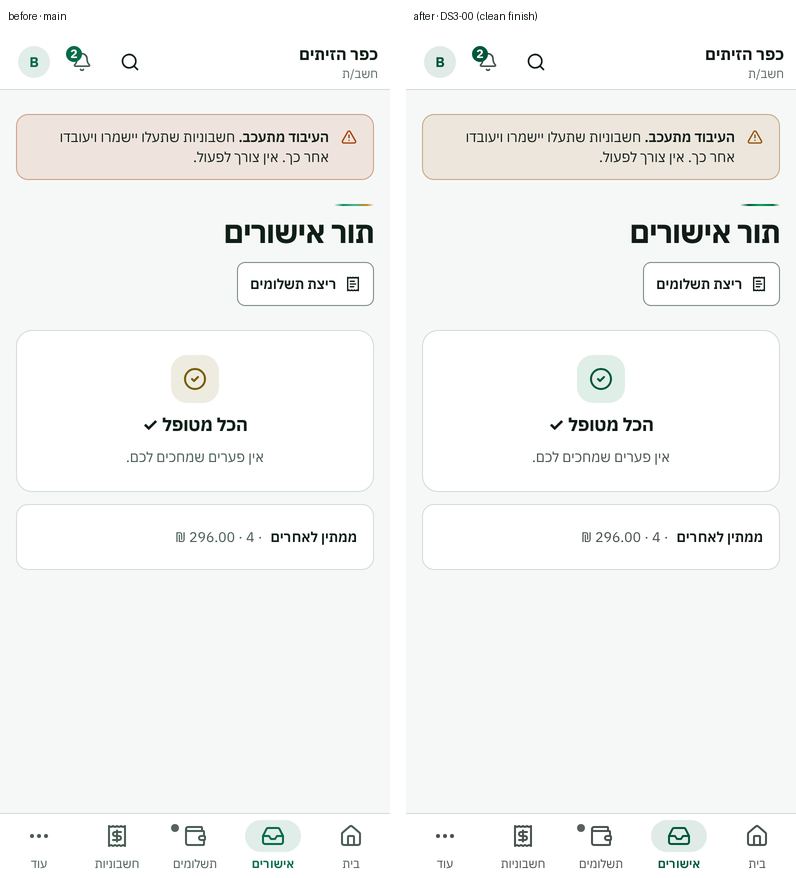 before · main
כפר הזיתים
חשב/ת
2
B
העיבוד מתעכב. חשבוניות שתעלו יישמרו ויעובדו
אחר כך. אין צורך לפעול.
תור אישורים
ריצת תשלומים
הכל מטופל ✓
אין פערים שמחכים לכם.
ממתין לאחרים · 4 · 296.00 ₪
בית
אישורים
תשלומים
חשבוניות
עוד
after · DS3-00 (clean finish)
כפר הזיתים
חשב/ת
2
B
העיבוד מתעכב. חשבוניות שתעלו יישמרו ויעובדו
אחר כך. אין צורך לפעול.
תור אישורים
ריצת תשלומים
הכל מטופל ✓
אין פערים שמחכים לכם.
ממתין לאחרים · 4 · 296.00 ₪
בית
אישורים
תשלומים
חשבוניות
עוד